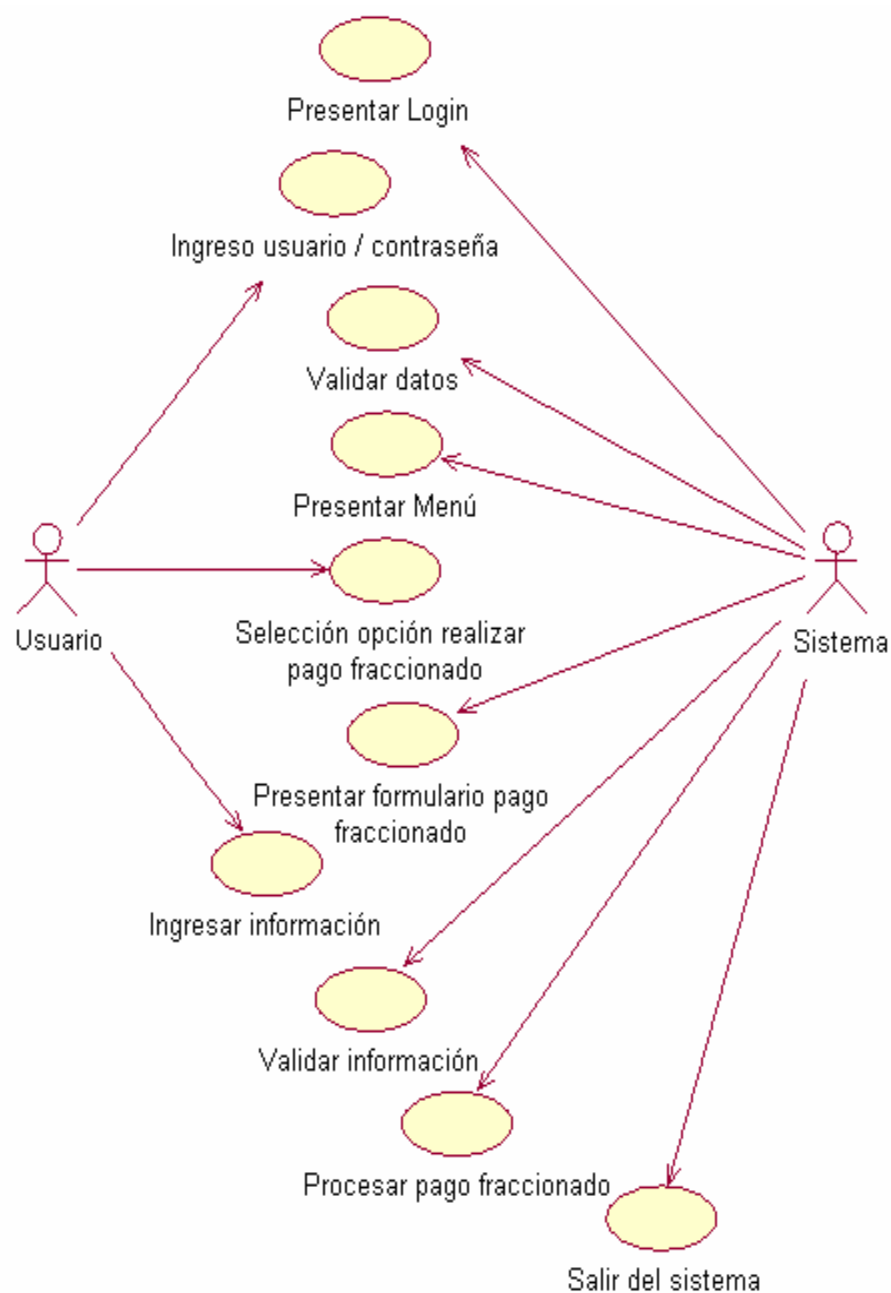 Presentar Login
Ingreso usuario / contraseña
Validar datos
Presentar Menú
Usuario
Selección opción realizar
pago fraccionado
Sistema
Presentar formulario pago
fraccionado
Ingresar información
Validar información
Procesar pago fraccionado
Salir del sistema